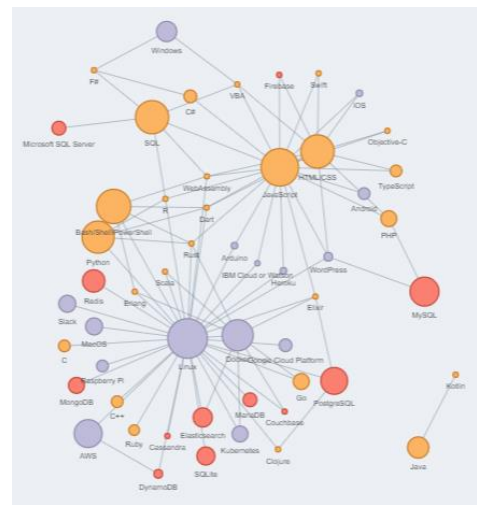 Windows
F#
Firebase
Swift
VBA
iOS
C#
Microsoft SQL Server
SQL
Objective-C
HTML/CSS
TypeScript
WebAssembly
JavaScript
R
Android
Dart
PHP
Bash/Shell/PowerShell
Rust
Arduino
Python
IBM Cloud or Watson
WordPress
Scala
Heroku
Redis
Erlang
Elixir
MySQL
Slack
MacOS
C
Linux
Docker
Google Cloud Platform
Raspberry Pi
Kotlin
MongoDB
Go
PostgreSQL
C++
MariaDB
Couchbase
Ruby
Elasticsearch
AWS
Cassandra
Kubernetes
Clojure
Java
SQLite
DynamoDB